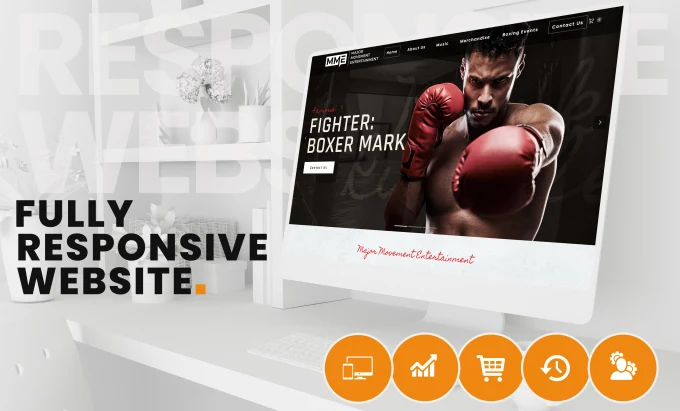 RESPONSIVE
WEBSITE
MME
MAJOR
MOVEMENT
ENTERTAINMENT
Home
About Us
Music
Merchandise
Boxing Events
Contact Us
Famous
FIGHTER:
BOXER MARK
Contact Us
Major Movement Entertainment
FULLY
RESPONSIVE
WEBSITE.